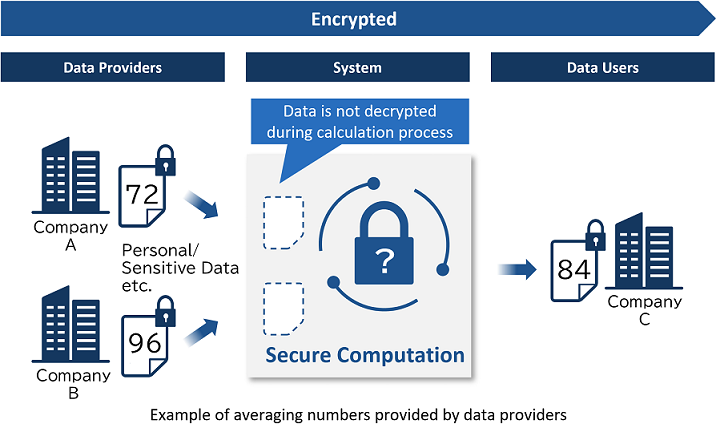 Encrypted
Data Providers
System
Data Users
Data is not decrypted
during calculation process
72
Company
A
Personal/
Sensitive Data
etc.
96
Company
B
?
Secure Computation
84
Company
C
Example of averaging numbers provided by data providers